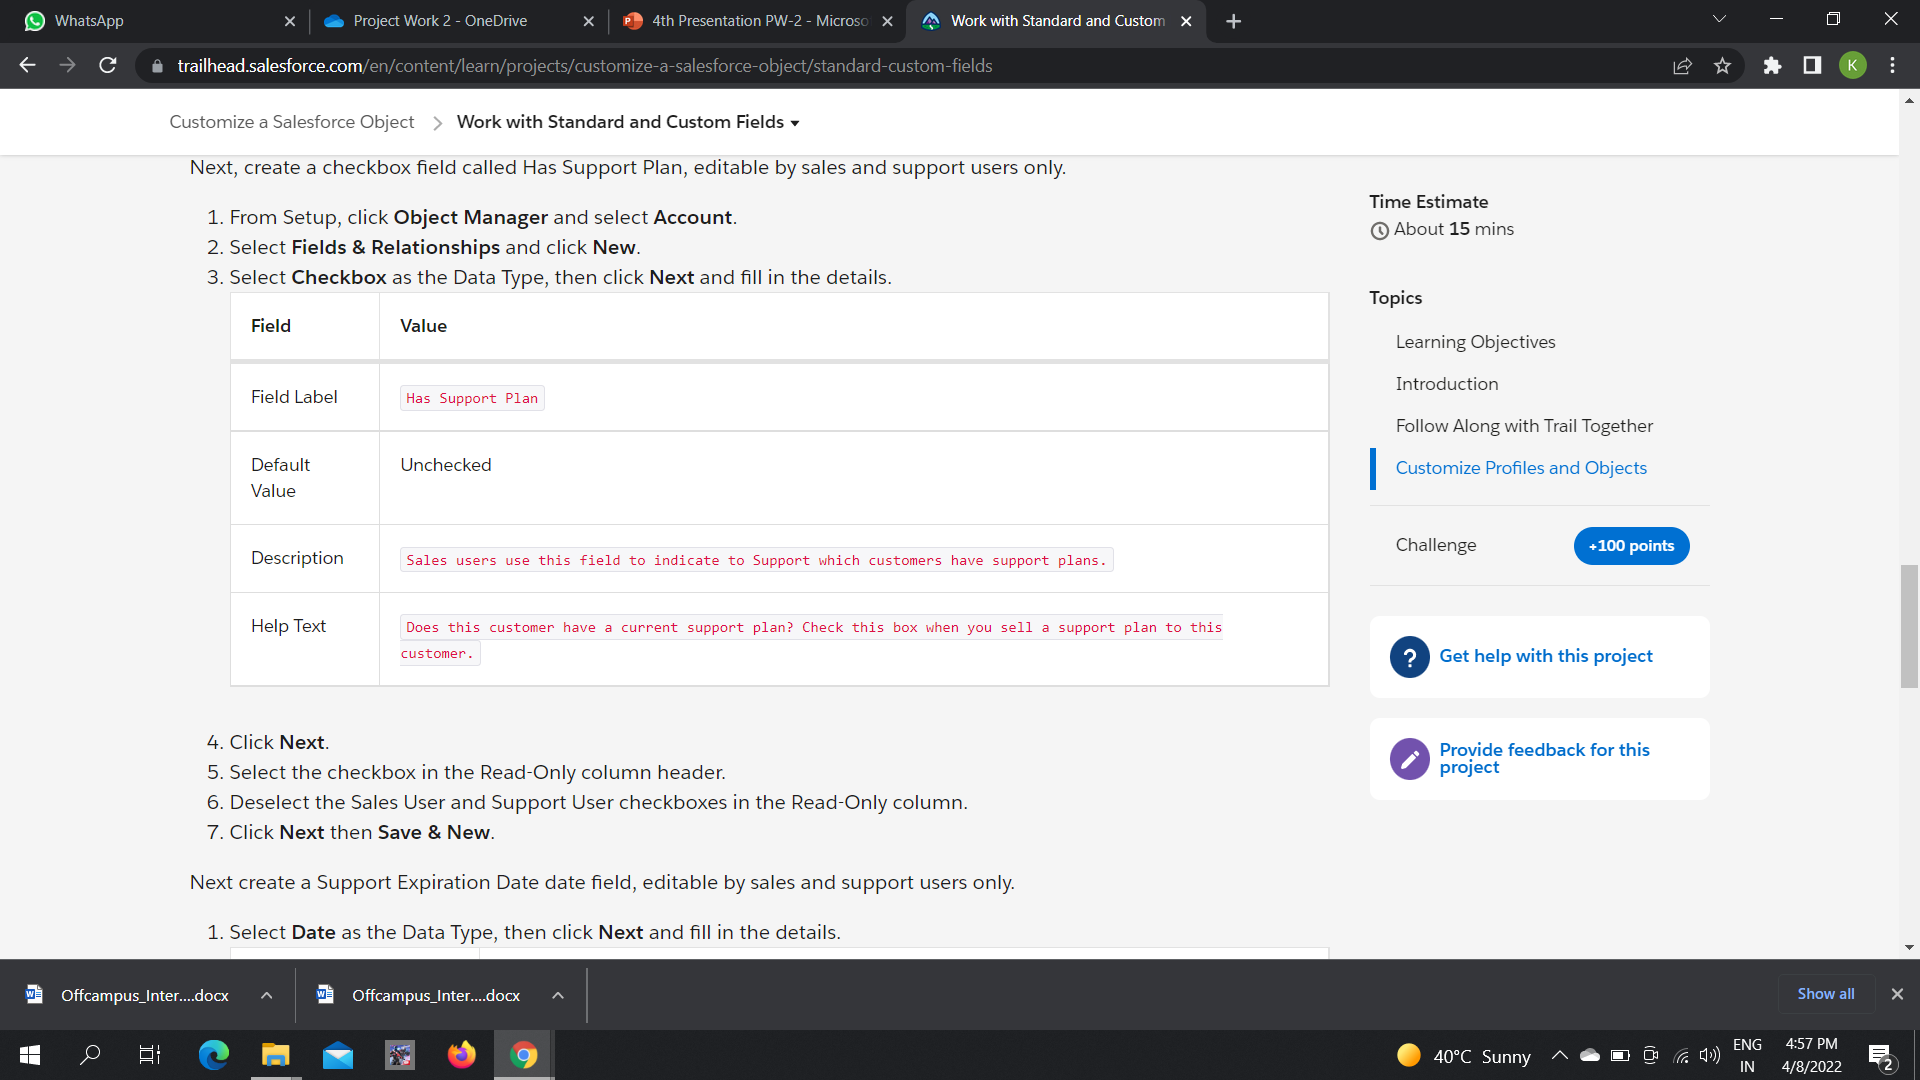 WhatsApp
Project Work 2 - OneDrive
4th Presentation PW-2 - Microso
Work with Standard and Custom
trailhead.salesforce.com/en/content/learn/projects/customize-a-salesforce-object/standard-custom-fields
K
Customize a Salesforce Object > Work with Standard and Custom Fields
Next, create a checkbox field called Has Support Plan, editable by sales and support users only.
1. From Setup, click Object Manager and select Account.
2. Select Fields & Relationships and click New.
3. Select Checkbox as the Data Type, then click Next and fill in the details.
Field Value
Field Label Has Support Plan
Default Value Unchecked
Description Sales users use this field to indicate to Support which customers have support plans.
Help Text Does this customer have a current support plan? Check this box when you sell a support plan to this
customer.
4. Click Next.
5. Select the checkbox in the Read-Only column header.
6. Deselect the Sales User and Support User checkboxes in the Read-Only column.
7. Click Next then Save & New.
Next create a Support Expiration Date date field, editable by sales and support users only.
1. Select Date as the Data Type, then click Next and fill in the details.
Time Estimate
About 15 mins
Topics
Learning Objectives
Introduction
Follow Along with Trail Together
Customize Profiles and Objects
Challenge +100 points
? Get help with this project
Provide feedback for this
project
Offcampus_Inter....docx
Offcampus_Inter....docx
Show all
40°C Sunny
ENG
IN
4:57 PM
4/8/2022
2